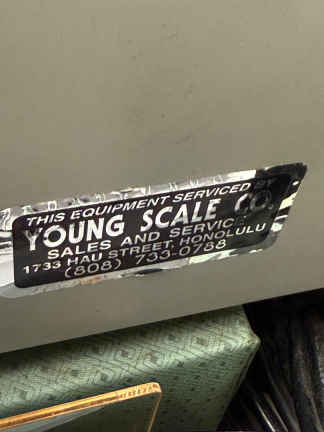 THIS EQUIPMENT SERVICED BY
YOUNG SCALE CO.
SALES AND SERVICE
1733 HAU STREET, HONOLULU
(808) 733-0788